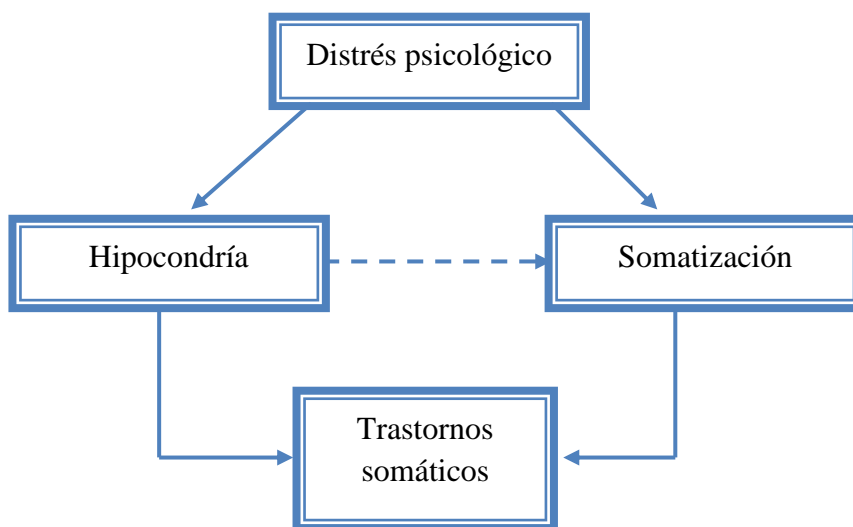 Distrés psicológico
Hipocondría
Somatización
Trastornos
somáticos